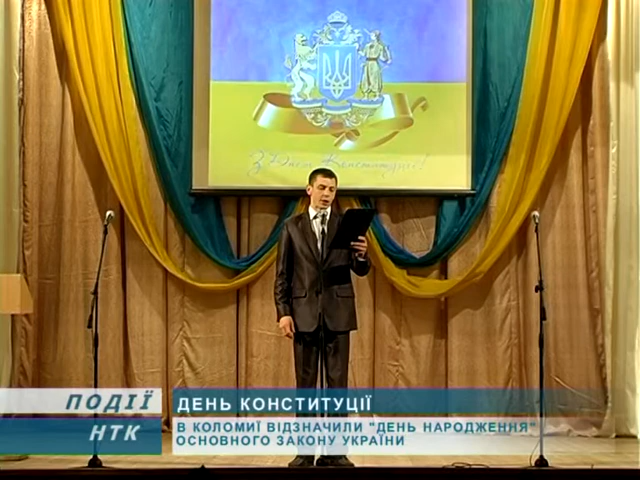 З Днем Конституції!
ПОДІЇ
НТК
ДЕНЬ КОНСТИТУЦІЇ
В КОЛОМИЇ ВІДЗНАЧИЛИ "ДЕНЬ НАРОДЖЕННЯ"
ОСНОВНОГО ЗАКОНУ УКРАЇНИ